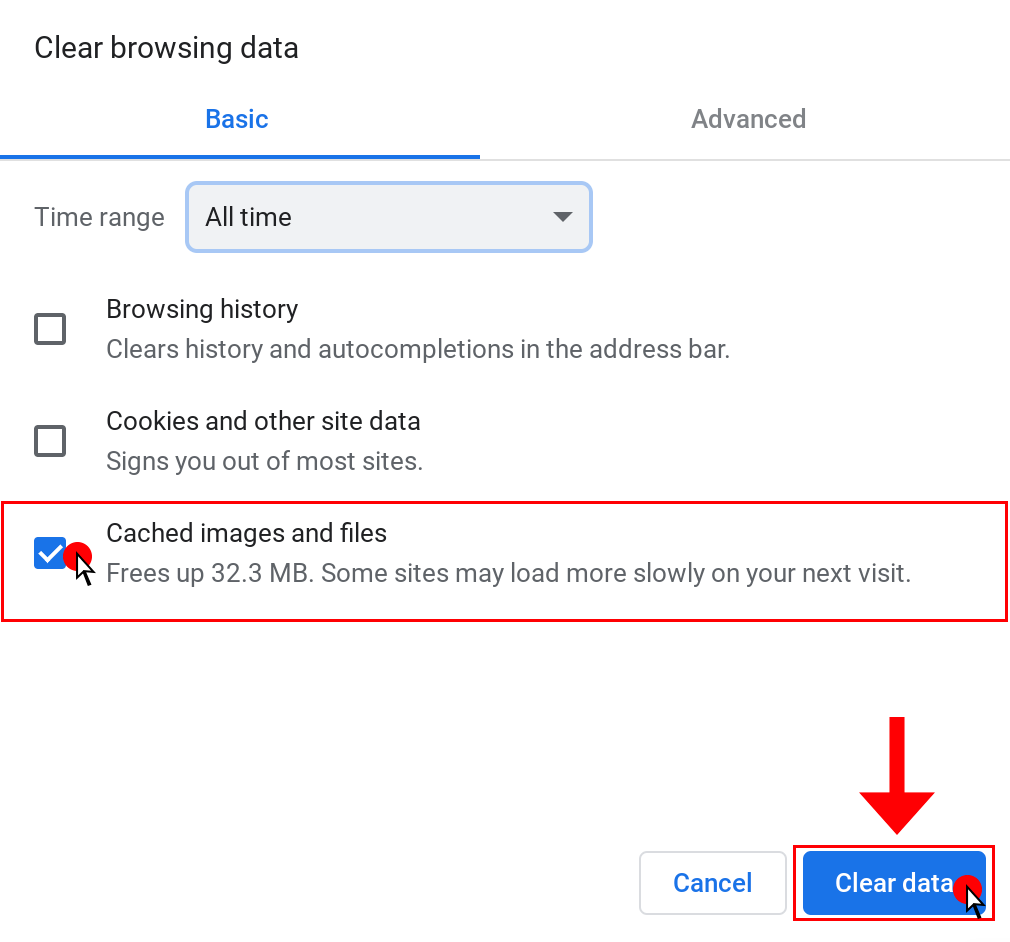 Clear browsing data
Basic
Advanced
Time range
All time
Browsing history
Clears history and autocompletions in the address bar.
Cookies and other site data
Signs you out of most sites.
Cached images and files
Frees up 32.3 MB. Some sites may load more slowly on your next visit.
Cancel
Clear data